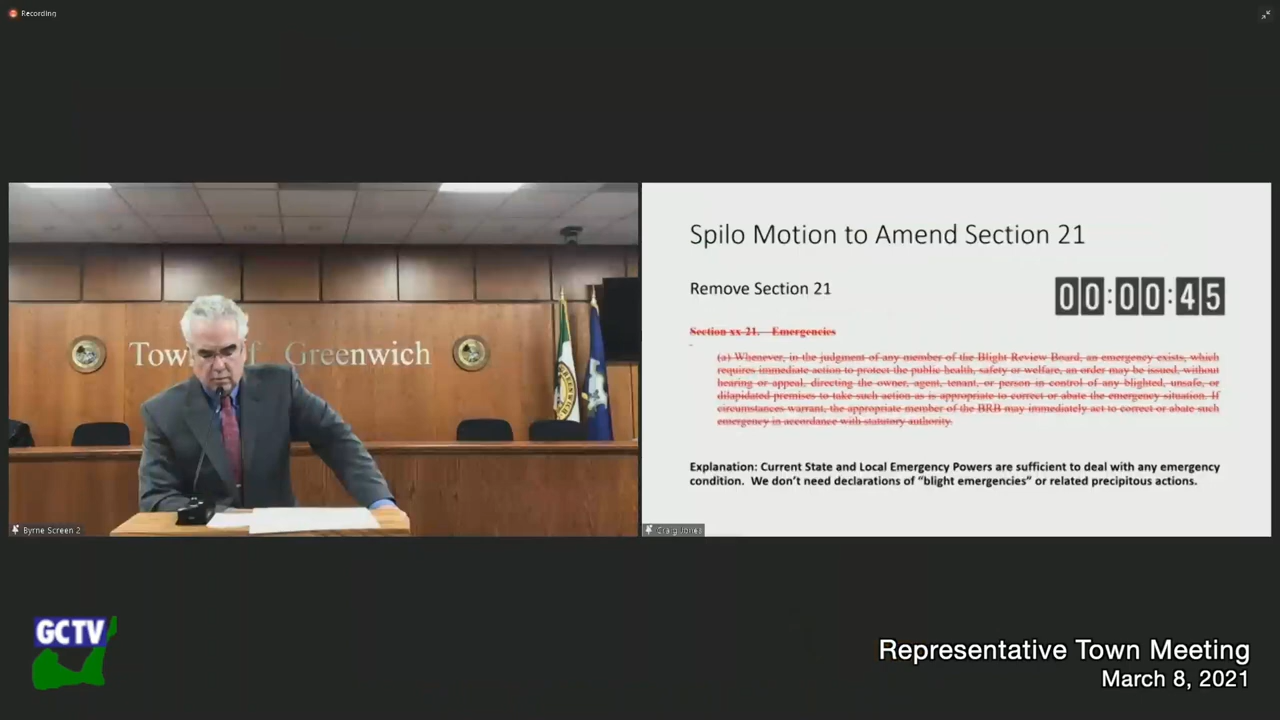 Recording
Spilo Motion to Amend Section 21
Remove Section 21
00:00:45
Section xx-21. Emergencies
(a) Whenever, in the judgment of any member of the Blight Review Board, an emergency exists, which
requires immediate action to protect the public health, safety or welfare, an order may be issued, without
hearing or appeal, directing the owner, agent, tenant, or person in control of any blighted, unsafe, or
dilapidated premises to take such action as is appropriate to correct or abate the emergency situation. If
circumstances warrant, the appropriate member of the BRB may immediately act to correct or abate such
emergency in accordance with statutory authority.
Explanation: Current State and Local Emergency Powers are sufficient to deal with any emergency
condition. We don't need declarations of "blight emergencies" or related precipitous actions.
Town of Greenwich
Byrne Screen 2
Craig Jones
GCTV
Representative Town Meeting
March 8, 2021